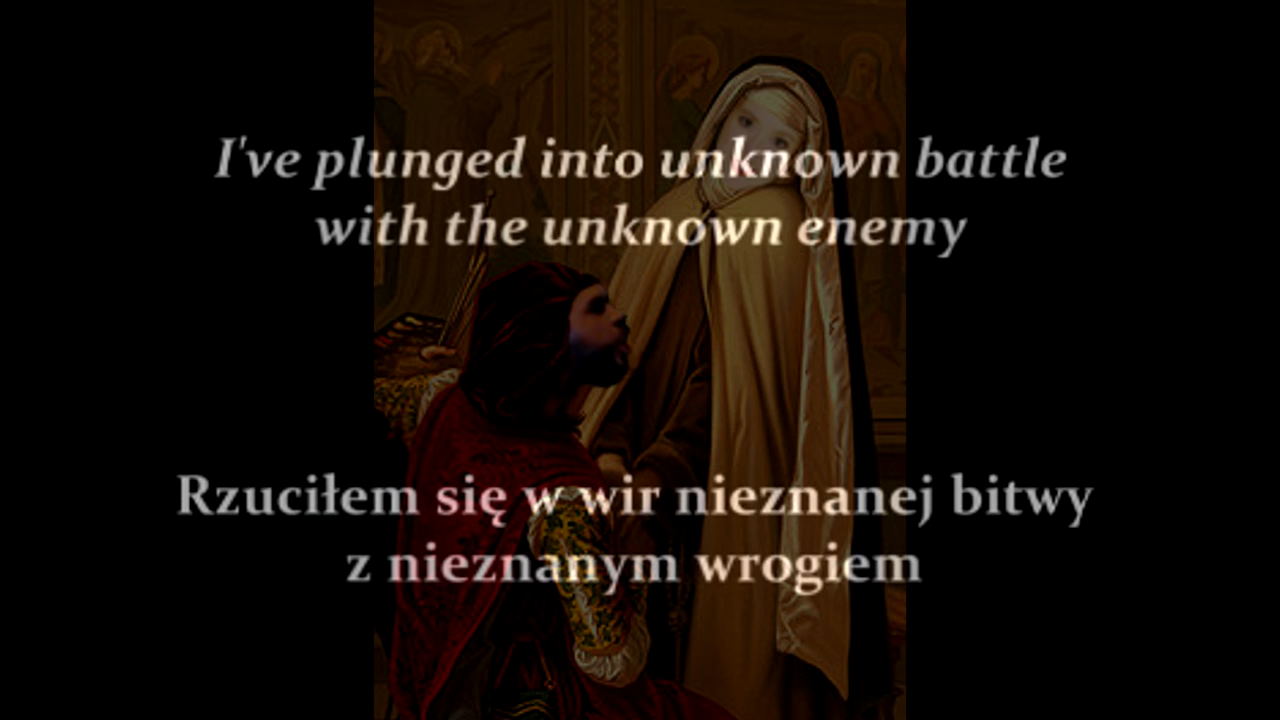 I've plunged into unknown battle
with the unknown enemy
Rzuciłem się w wir nieznanej bitwy
z nieznanym wrogiem